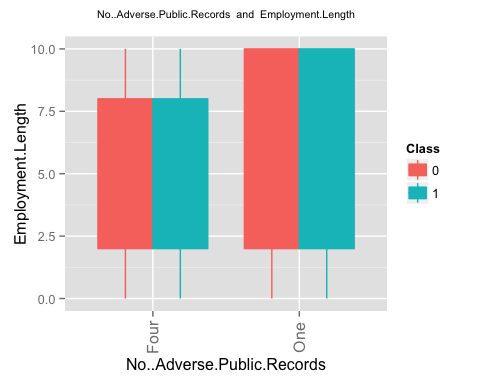 No..Adverse.Public.Records and Employment.Length
10.0
7.5
5.0
2.5
0.0
Employment.Length
Four
One
No..Adverse.Public.Records
Class
0
1